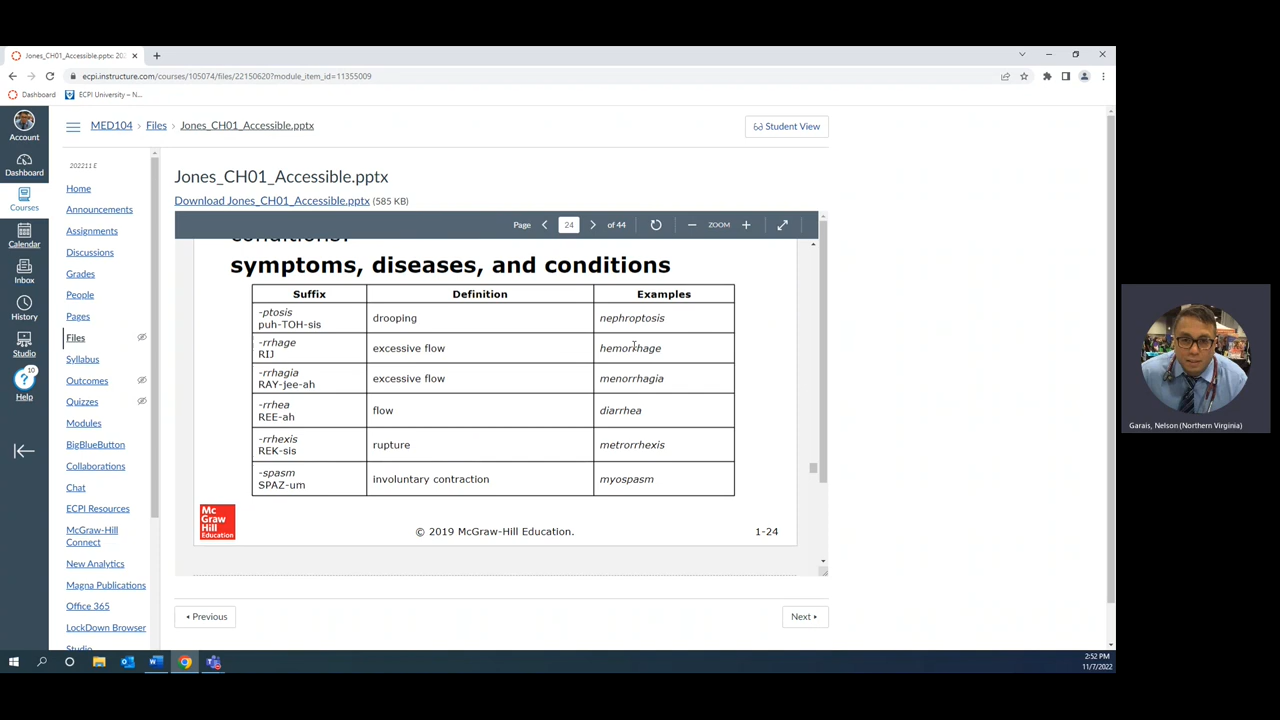 Jones_CH01_Accessible.pptx: 202
ecpi.instructure.com/courses/105074/files/22150620?module_item_id=11355009
Dashboard
ECPI University – N...
Account
Dashboard
Courses
Calendar
Inbox
History
Studio
10
Help
MED104 › Files › Jones_CH01_Accessible.pptx
Student View
202211 E
Home
Announcements
Assignments
Discussions
Grades
People
Pages
Files
Syllabus
Outcomes
Quizzes
Modules
BigBlueButton
Collaborations
Chat
ECPI Resources
McGraw-Hill
Connect
New Analytics
Magna Publications
Office 365
LockDown Browser
Studio
Jones_CH01_Accessible.pptx
Download Jones_CH01_Accessible.pptx (585 KB)
Page 24 of 44 ZOOM
conditions:
symptoms, diseases, and conditions
Suffix Definition Examples
-ptosis
puh-TOH-sis drooping nephroptosis
-rrhage
RIJ excessive flow hemorrhage
-rrhagia
RAY-jee-ah excessive flow menorrhagia
-rrhea
REE-ah flow diarrhea
-rrhexis
REK-sis rupture metrorrhexis
-spasm
SPAZ-um involuntary contraction myospasm
Mc
Graw
Hill
Education
© 2019 McGraw-Hill Education.
1-24
Previous
Next
2:52 PM
11/7/2022
Garais, Nelson (Northern Virginia)